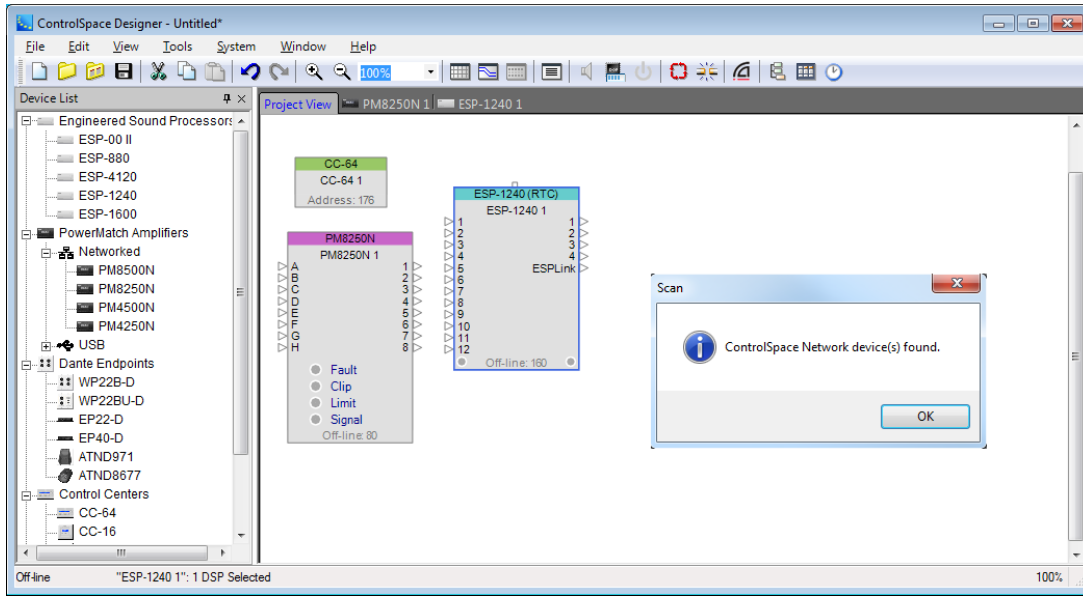 ControlSpace Designer - Untitled*
File Edit View Tools System Window Help
100%
Device List
Project View PM8250N 1 ESP-1240 1
Engineered Sound Processors
ESP-00 II
ESP-880
ESP-4120
ESP-1240
ESP-1600
PowerMatch Amplifiers
Networked
PM8500N
PM8250N
PM4500N
PM4250N
USB
Dante Endpoints
WP22B-D
WP22BU-D
EP22-D
EP40-D
ATND971
ATND8677
Control Centers
CC-64
CC-16
CC-64
CC-64 1
Address: 176
PM8250N
PM8250N 1
A 1
B 2
C 3
D 4
E 5
F 6
G 7
H 8
Fault
Clip
Limit
Signal
Off-line: 80
ESP-1240 (RTC)
ESP-1240 1
1 1
2 2
3 3
4 4
5 ESPLink
6
7
8
9
10
11
12
Off-line: 160
Scan
ControlSpace Network device(s) found.
OK
Off-line "ESP-1240 1": 1 DSP Selected 100%